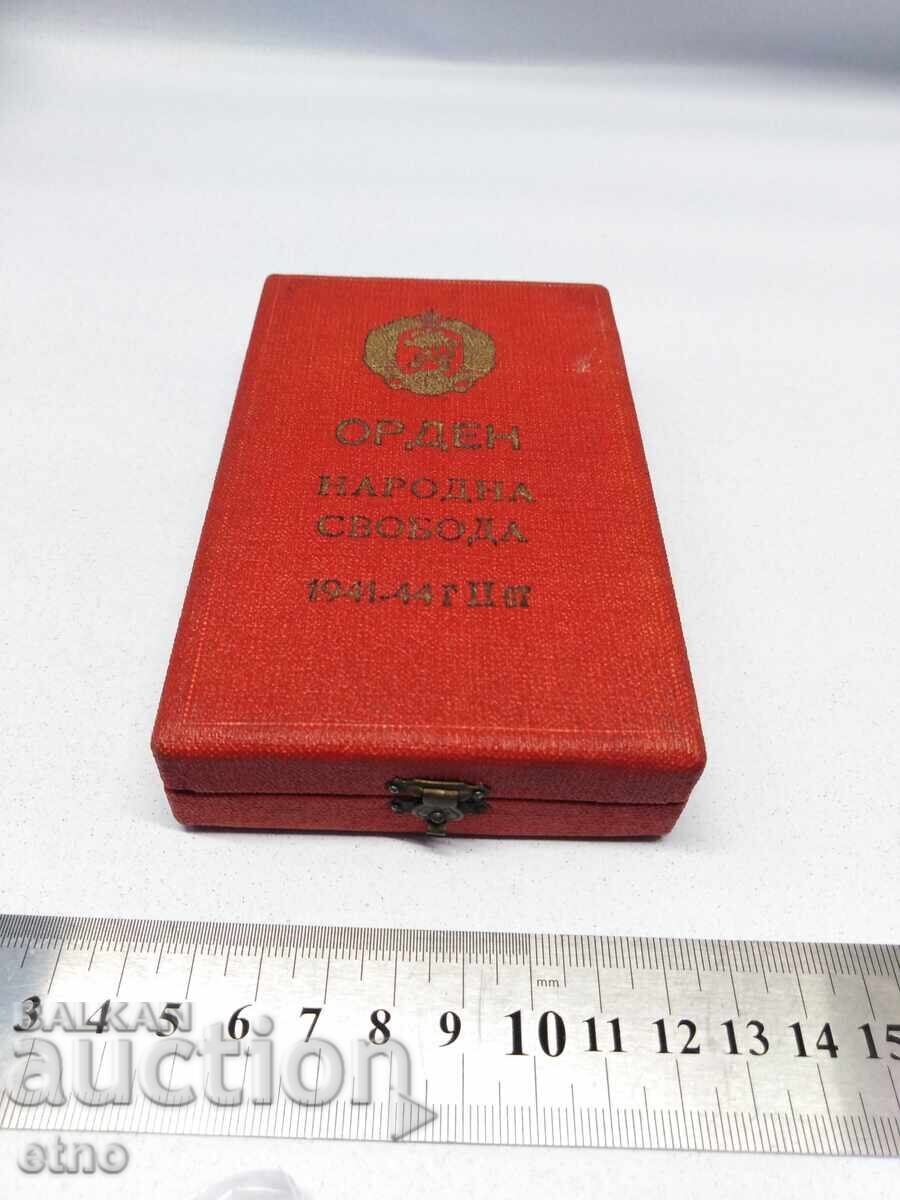 ОРДЕН
НАРОДНА
СВОБОДА
1941-44 г II ст
mm
3 4 5 6 7 8 9 10 11 12 13 14 15
BALKAN
auction
etno